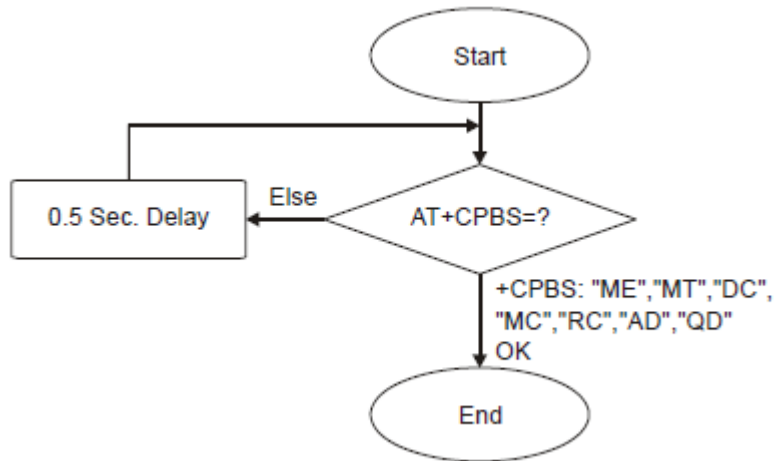 Start
Else
0.5 Sec. Delay
AT+CPBS=?
+CPBS: "ME","MT","DC",
"MC","RC","AD","QD"
OK
End